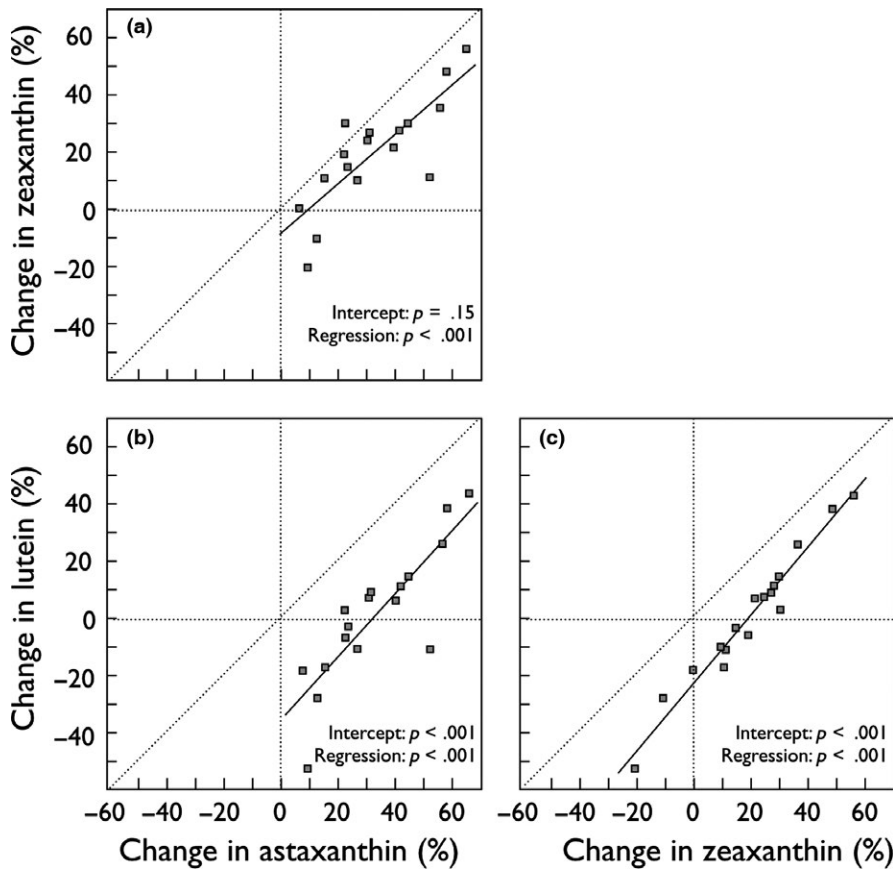 (a)
Change in zeaxanthin (%)
60
40
20
0
−20
−40
Intercept: p = .15
Regression: p < .001
(b)
Change in lutein (%)
60
40
20
0
−20
−40
Intercept: p < .001
Regression: p < .001
−60 −40 −20 0 20 40 60
Change in astaxanthin (%)
(c)
Intercept: p < .001
Regression: p < .001
−60 −40 −20 0 20 40 60
Change in zeaxanthin (%)